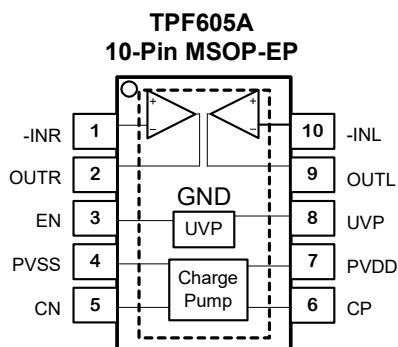 TPF605A
10-Pin MSOP-EP
+ +
-INR 1 − − 10 -INL
OUTR 2 9 OUTL
GND
EN 3 UVP 8 UVP
PVSS 4 7 PVDD
Charge
Pump
CN 5 6 CP